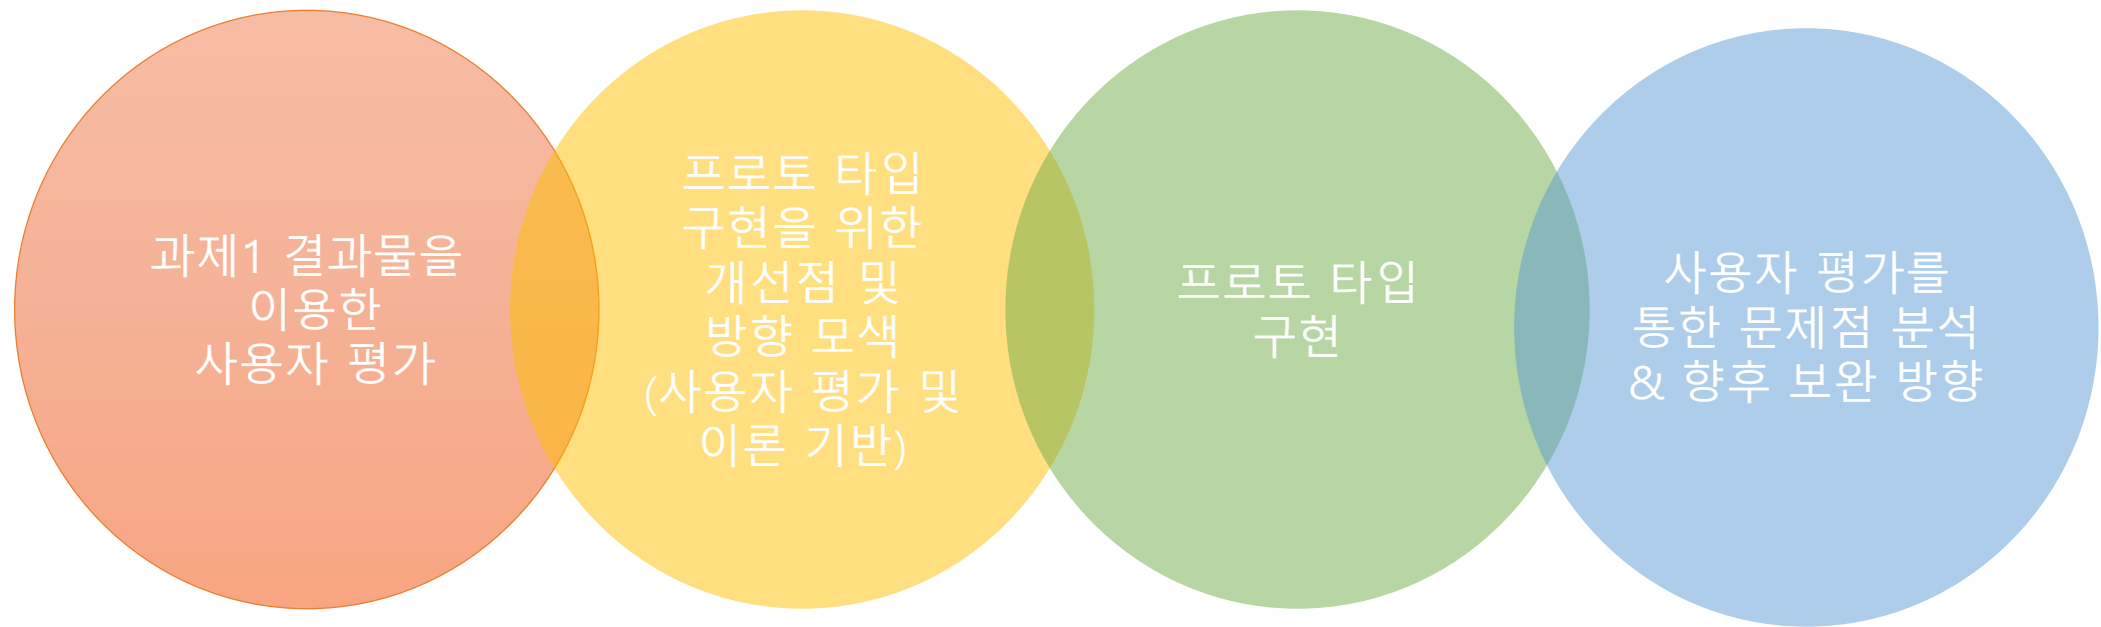 과제1 결과물을
이용한
사용자 평가
프로토 타입
구현을 위한
개선점 및
방향 모색
(사용자 평가 및
이론 기반)
프로토 타입
구현
사용자 평가를
통한 문제점 분석
& 향후 보완 방향